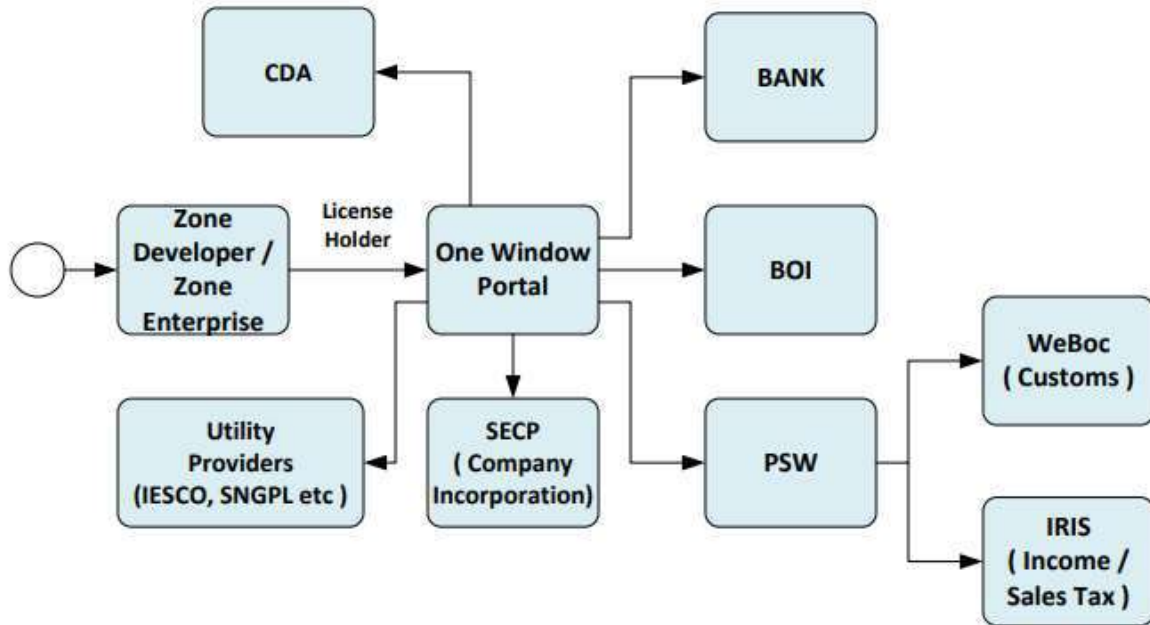 CDA
BANK
Zone
Developer /
Zone
Enterprise
License
Holder
One Window
Portal
BOI
WeBoc
( Customs )
Utility
Providers
(IESCO, SNGPL etc )
SECP
( Company
Incorporation)
PSW
IRIS
( Income /
Sales Tax )